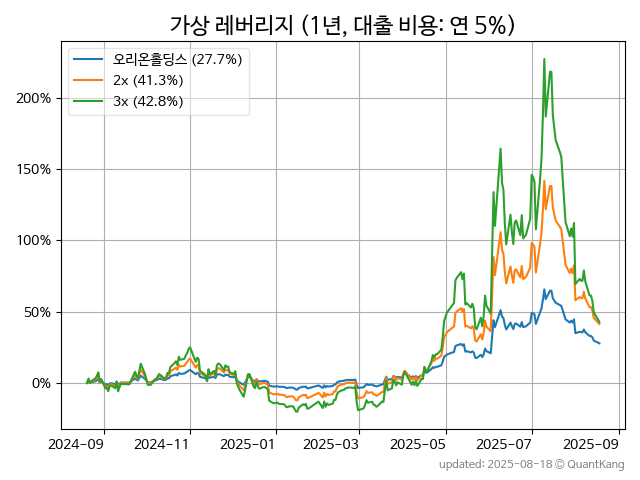 가상 레버리지 (1년, 대출 비용: 연 5%)
오리온홀딩스 (27.7%)
2x (41.3%)
3x (42.8%)
200%
150%
100%
50%
0%
2024-09 2024-11 2025-01 2025-03 2025-05 2025-07 2025-09
updated: 2025-08-18 © QuantKang